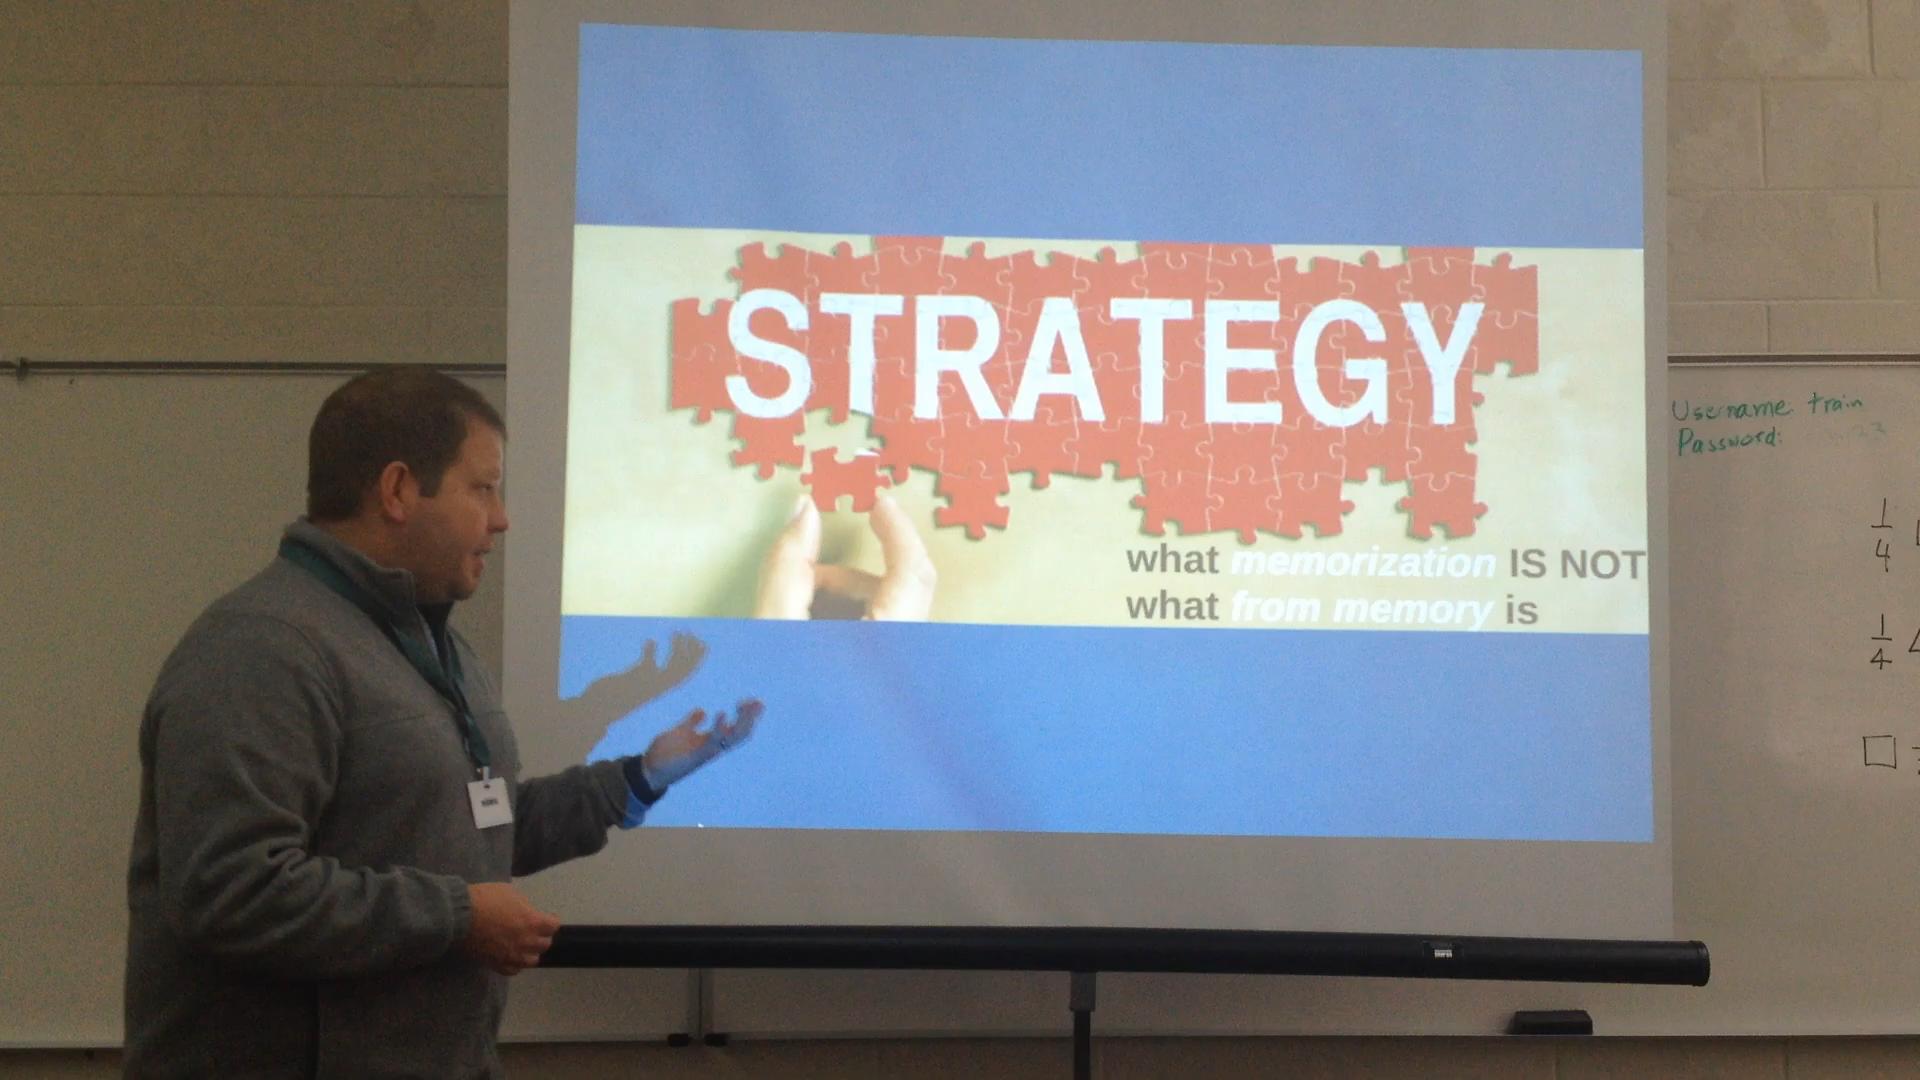 STRATEGY
what memorization IS NOT
what from memory is
Username: train
Password:
1/4
1/4